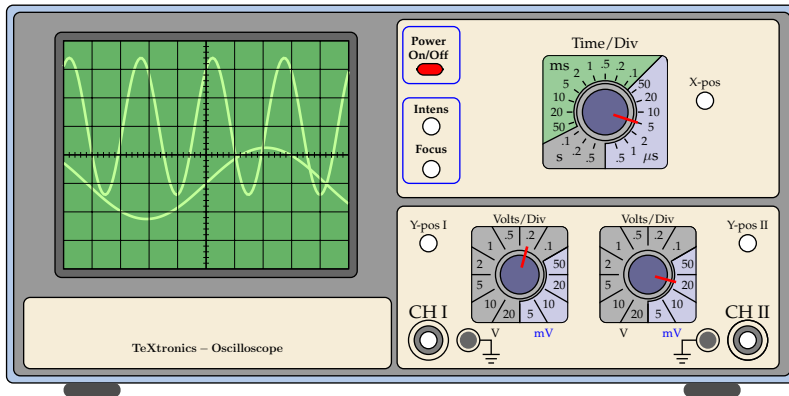 Power
On/Off
Intens
Focus
Time/Div
ms
2
1
.5
.2
.1
5
10
20
50
50
20
10
5
2
1
.5
μs
.1
.2
.5
s
X-pos
Y-pos I
Volts/Div
.5
.2
.1
1
2
5
10
20
50
20
10
5
V
mV
CH I
Volts/Div
.5
.2
.1
1
2
5
10
20
50
20
10
5
V
mV
Y-pos II
CH II
TeXtronics – Oscilloscope